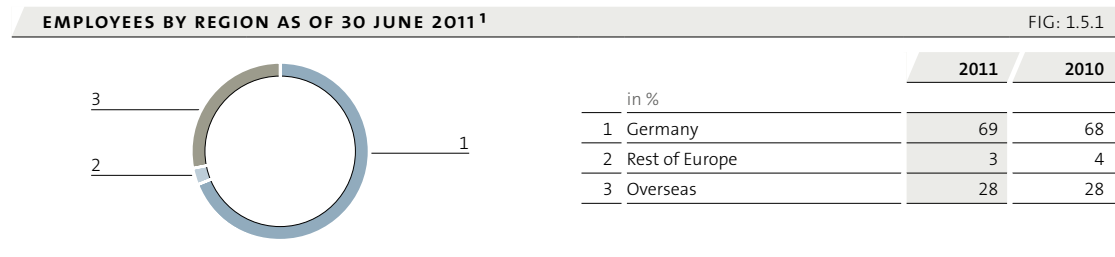 EMPLOYEES BY REGION AS OF 30 JUNE 2011¹ FIG: 1.5.1
3
2
1
2011 2010
in %
1 Germany 69 68
2 Rest of Europe 3 4
3 Overseas 28 28